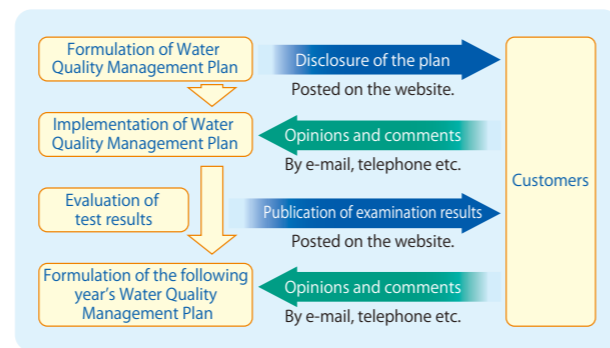 Formulation of Water
Quality Management Plan
Disclosure of the plan
Posted on the website.
Implementation of Water
Quality Management Plan
Opinions and comments
By e-mail, telephone etc.
Customers
Evaluation of
test results
Publication of examination results
Posted on the website.
Formulation of the following
year's Water Quality
Management Plan
Opinions and comments
By e-mail, telephone etc.